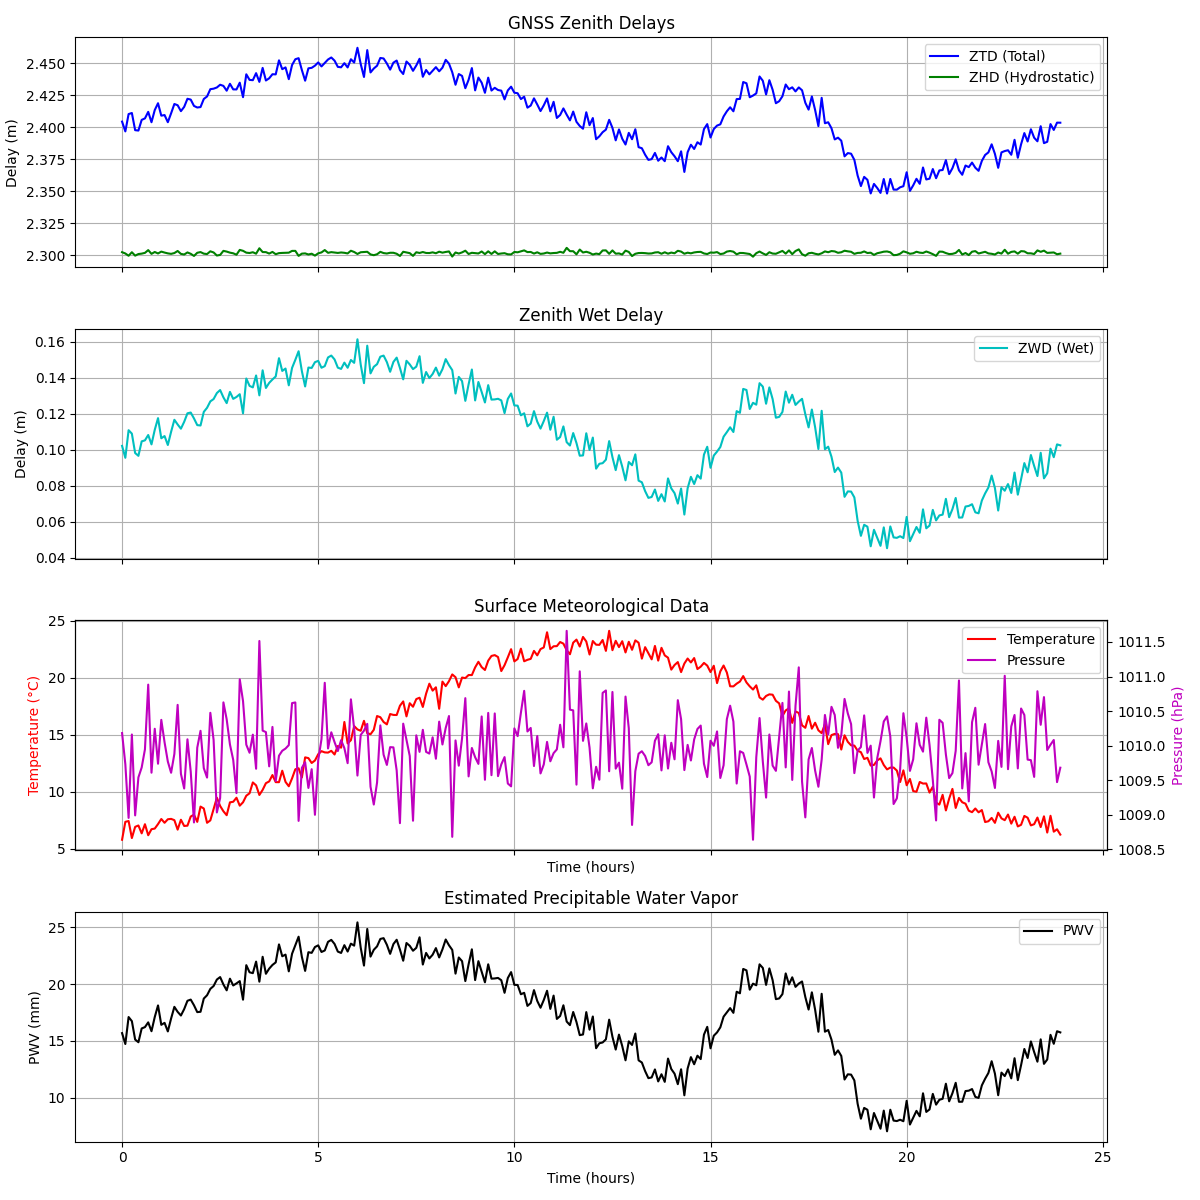 GNSS Zenith Delays
Delay (m)
2.450
2.425
2.400
2.375
2.350
2.325
2.300
ZTD (Total)
ZHD (Hydrostatic)
Zenith Wet Delay
Delay (m)
0.16
0.14
0.12
0.10
0.08
0.06
0.04
ZWD (Wet)
Surface Meteorological Data
Temperature (°C)
25
20
15
10
5
Temperature
Pressure
1011.5
1011.0
1010.5
1010.0
1009.5
1009.0
1008.5
Pressure (hPa)
Time (hours)
Estimated Precipitable Water Vapor
PWV (mm)
25
20
15
10
PWV
0 5 10 15 20 25
Time (hours)